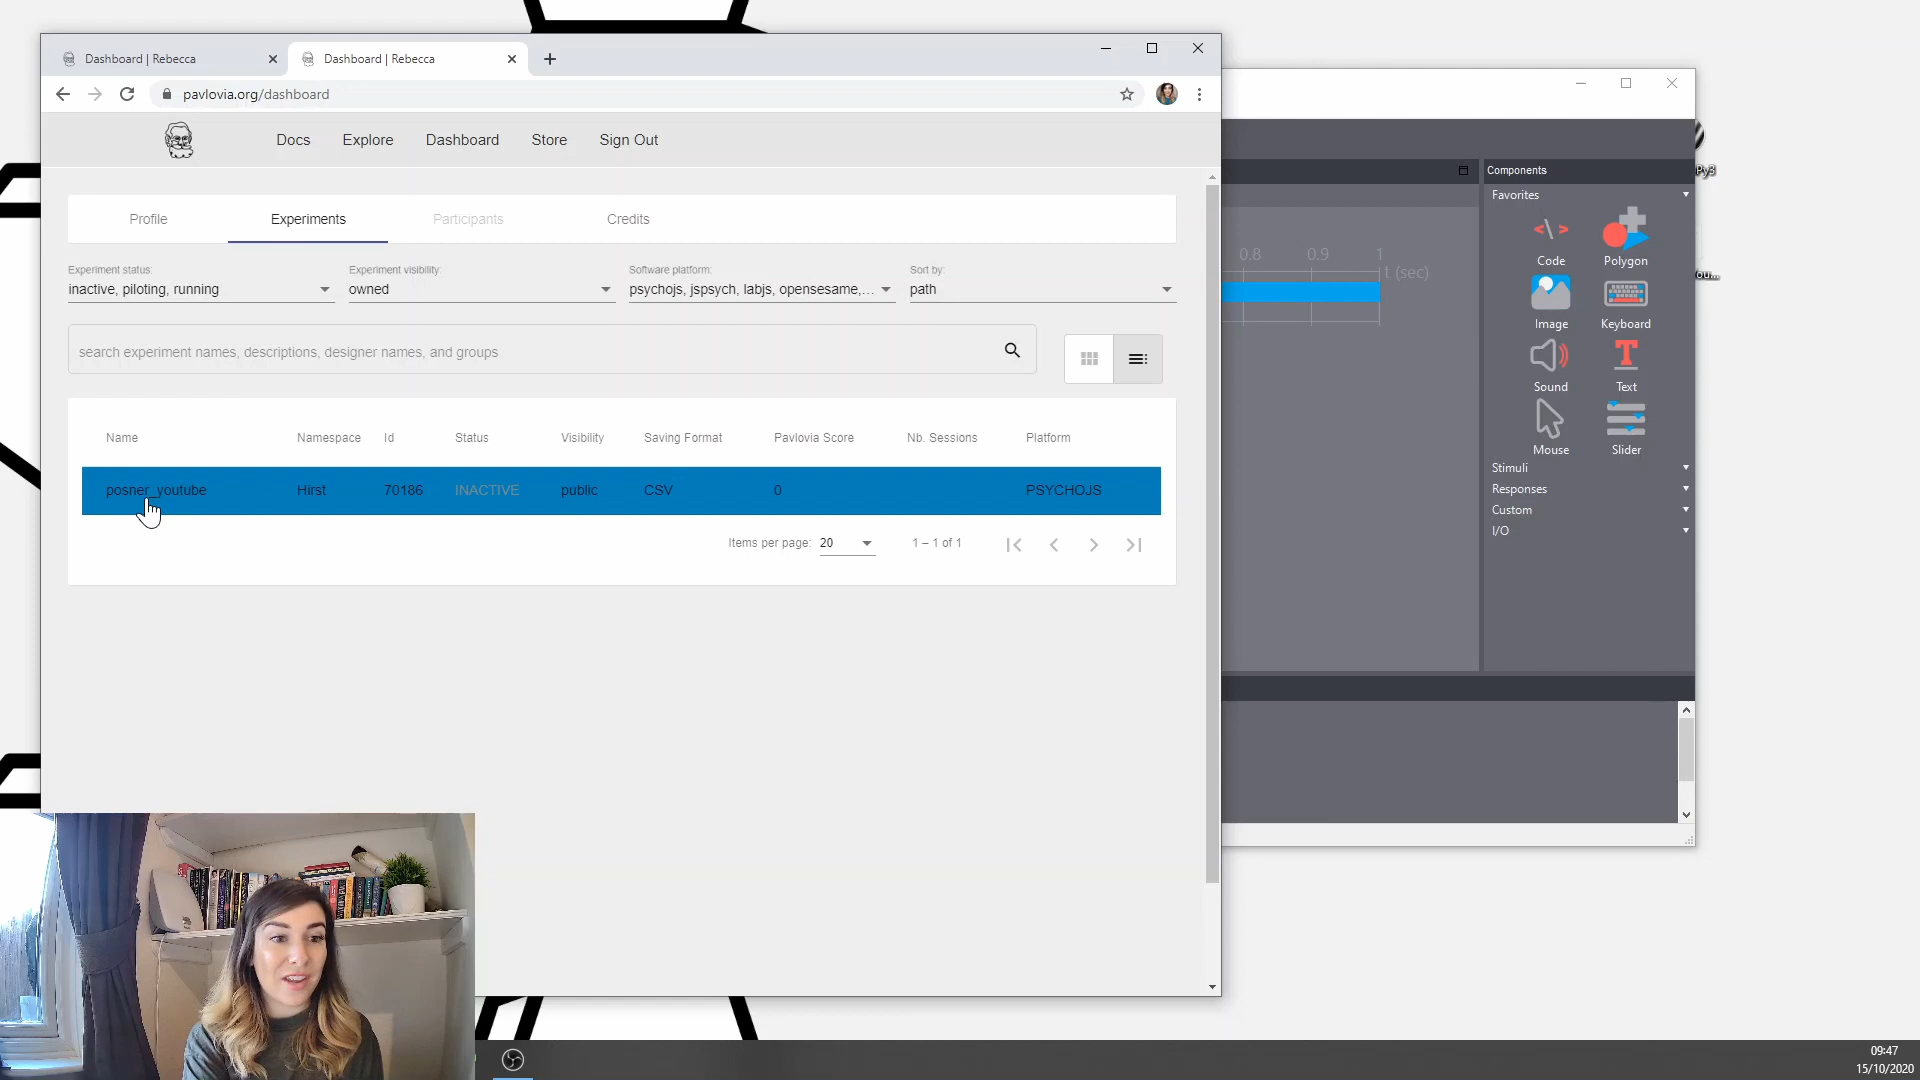 Dashboard | Rebecca
Dashboard | Rebecca
pavlovia.org/dashboard
Docs Explore Dashboard Store Sign Out
Profile Experiments Participants Credits
Experiment status: Experiment visibility: Software platform: Sort by:
inactive, piloting, running owned psychojs, jspsych, labjs, opensesame,... path
search experiment names, descriptions, designer names, and groups
Name Namespace Id Status Visibility Saving Format Pavlovia Score Nb. Sessions Platform
posner_youtube Hirst 70186 INACTIVE public CSV 0 PSYCHOJS
Items per page: 20 1 – 1 of 1
0.8 0.9 1
t (sec)
Components
Favorites
Code Polygon
Image Keyboard
Sound Text
Mouse Slider
Stimuli
Responses
Custom
I/O
Py3
ou...
09:47
15/10/2020